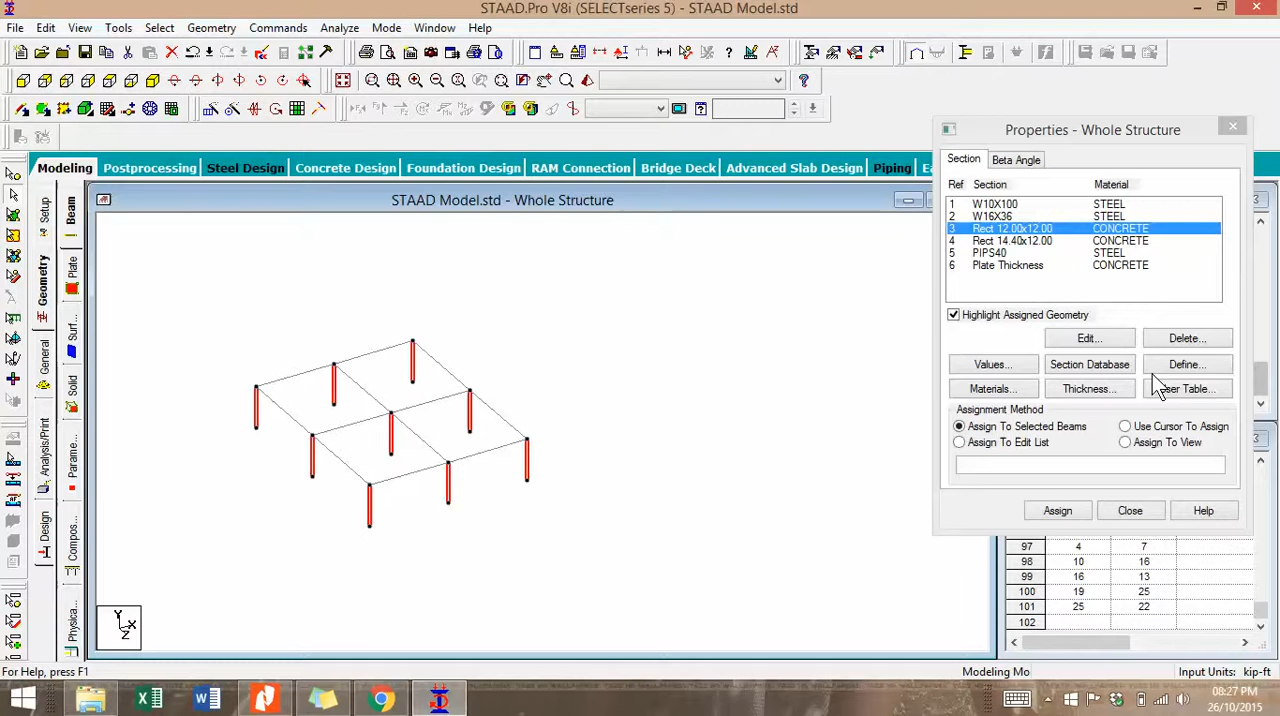 STAAD.Pro V8i (SELECTseries 5) - STAAD Model.std
File Edit View Tools Select Geometry Commands Analyze Mode Window Help
Modeling Postprocessing Steel Design Concrete Design Foundation Design RAM Connection Bridge Deck Advanced Slab Design Piping
STAAD Model.std - Whole Structure
Setup
Geometry
General
Analysis/Print
Design
Beam
Plate
Surf...
Solid
Parame...
Compos...
Physica...
Y
X
Z
Properties - Whole Structure
Section Beta Angle
Ref Section Material
1 W10X100 STEEL
2 W16X36 STEEL
3 Rect 12.00x12.00 CONCRETE
4 Rect 14.40x12.00 CONCRETE
5 PIPS40 STEEL
6 Plate Thickness CONCRETE
Highlight Assigned Geometry
Edit... Delete...
Values... Section Database Define...
Materials... Thickness... User Table...
Assignment Method
Assign To Selected Beams Use Cursor To Assign
Assign To Edit List Assign To View
Assign Close Help
97 4 7
98 10 16
99 16 13
100 19 25
101 25 22
102
For Help, press F1 Modeling Mo Input Units: kip-ft
08:27 PM
26/10/2015